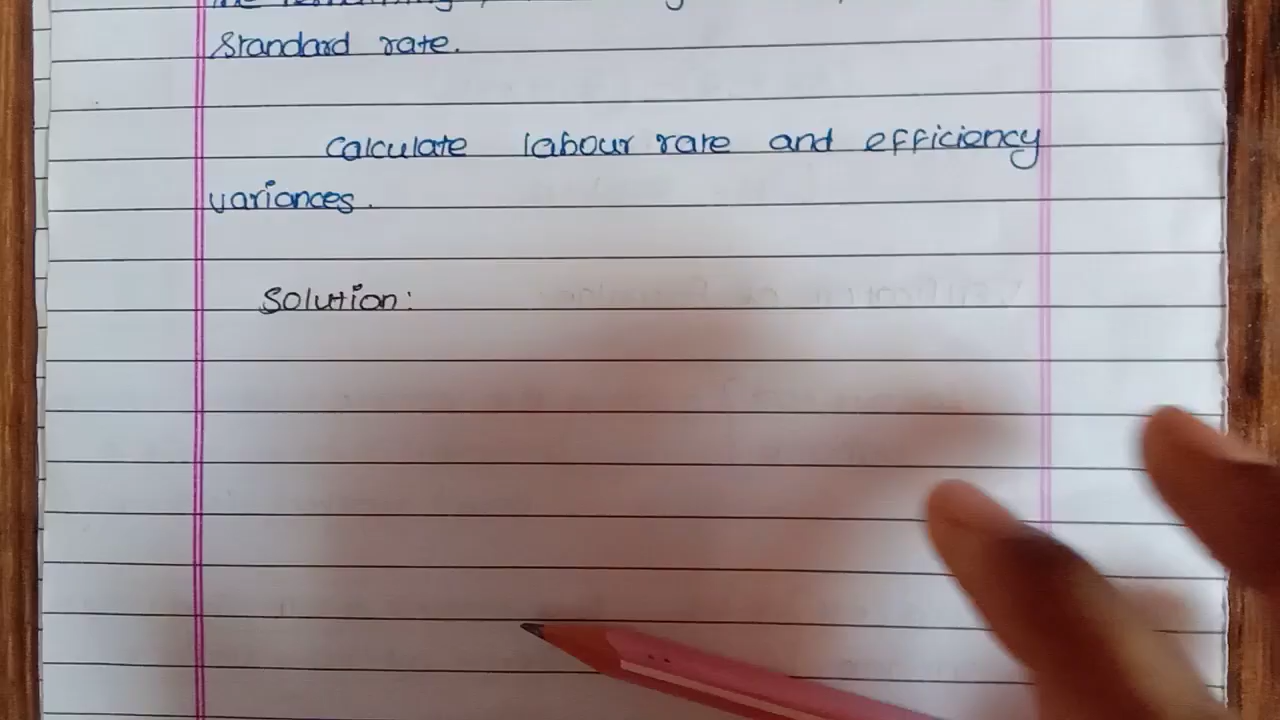 Standard rate.
Calculate labour rate and efficiency
variances.
Solution: